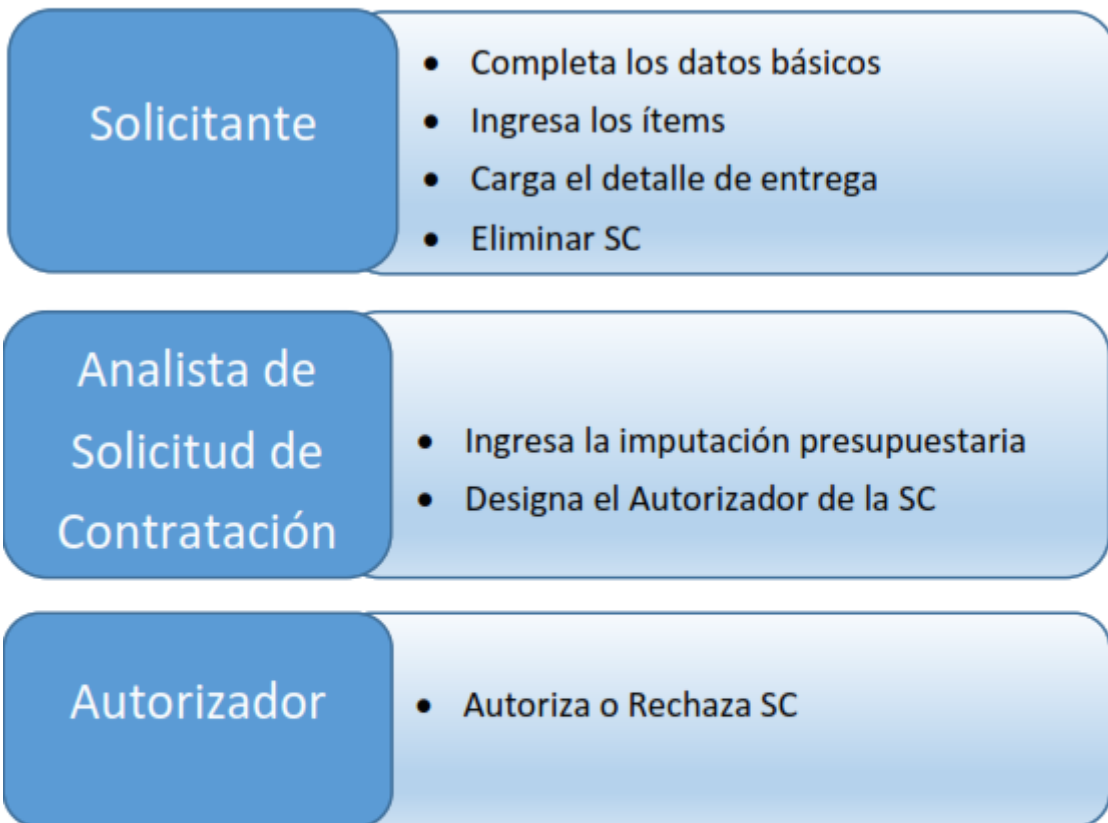 Solicitante
• Completa los datos básicos
• Ingresa los ítems
• Carga el detalle de entrega
• Eliminar SC
Analista de
Solicitud de
Contratación
• Ingresa la imputación presupuestaria
• Designa el Autorizador de la SC
Autorizador
• Autoriza o Rechaza SC